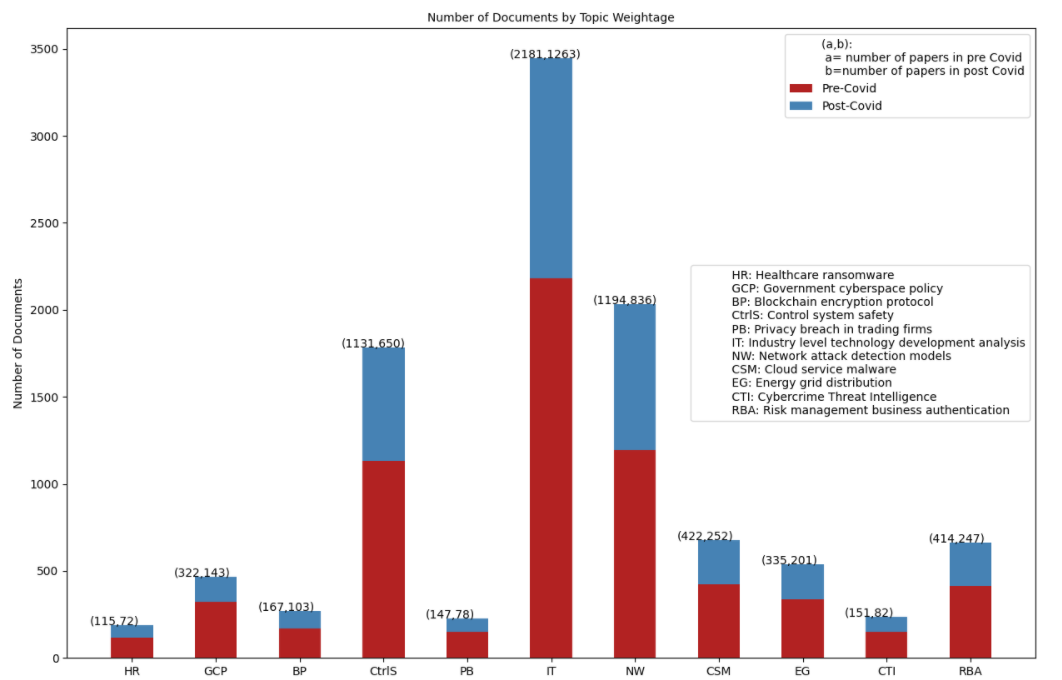 Number of Documents by Topic Weightage
(a,b):
a= number of papers in pre Covid
b=number of papers in post Covid
Pre-Covid
Post-Covid
HR: Healthcare ransomware
GCP: Government cyberspace policy
BP: Blockchain encryption protocol
CtrlS: Control system safety
PB: Privacy breach in trading firms
IT: Industry level technology development analysis
NW: Network attack detection models
CSM: Cloud service malware
EG: Energy grid distribution
CTI: Cybercrime Threat Intelligence
RBA: Risk management business authentication
Number of Documents
3500
3000
2500
2000
1500
1000
500
0
(115,72)
(322,143)
(167,103)
(1131,650)
(147,78)
(2181,1263)
(1194,836)
(422,252)
(335,201)
(151,82)
(414,247)
HR
GCP
BP
CtrlS
PB
IT
NW
CSM
EG
CTI
RBA